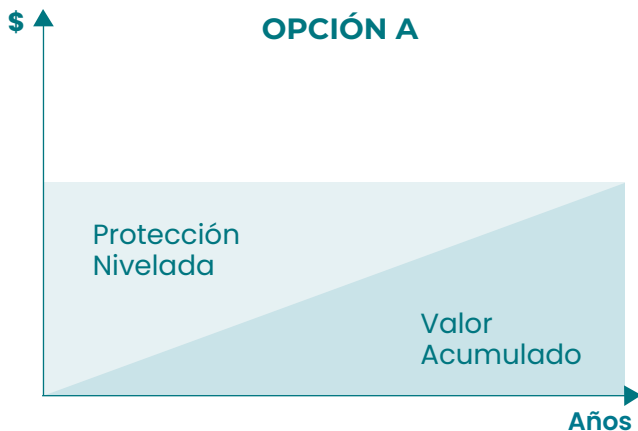 $
OPCIÓN A
Protección
Nivelada
Valor
Acumulado
Años